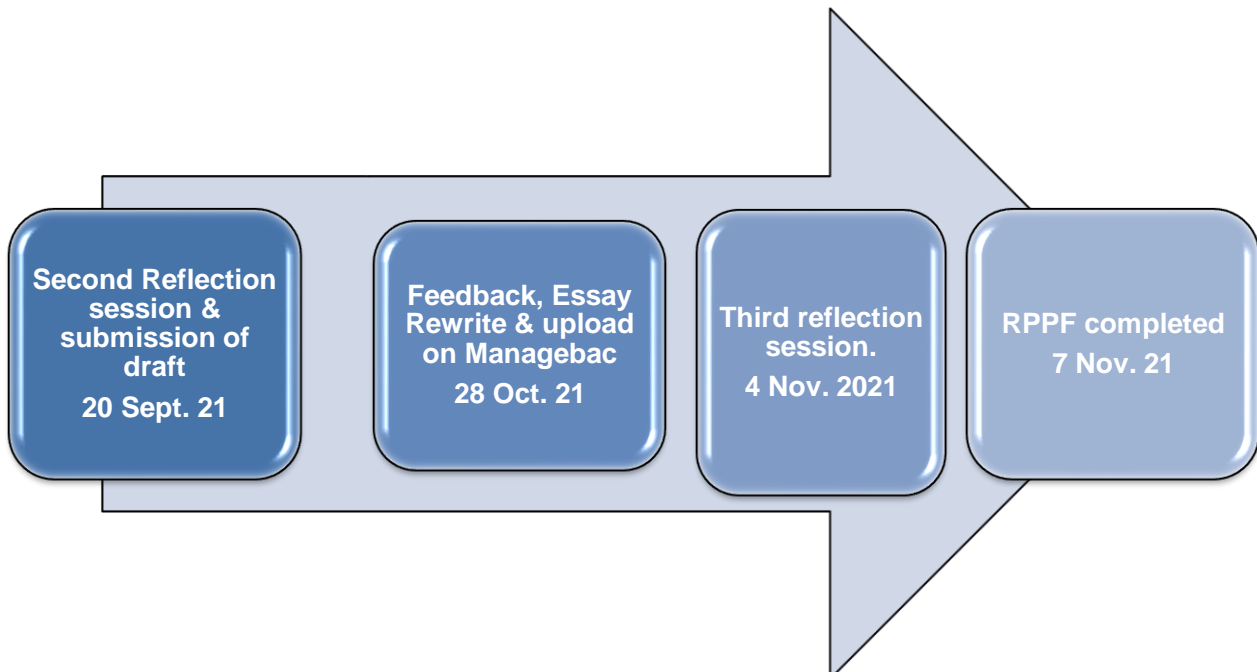 Second Reflection
session &
submission of
draft
20 Sept. 21
Feedback, Essay
Rewrite & upload
on Managebac
28 Oct. 21
Third reflection
session.
4 Nov. 2021
RPPF completed
7 Nov. 21